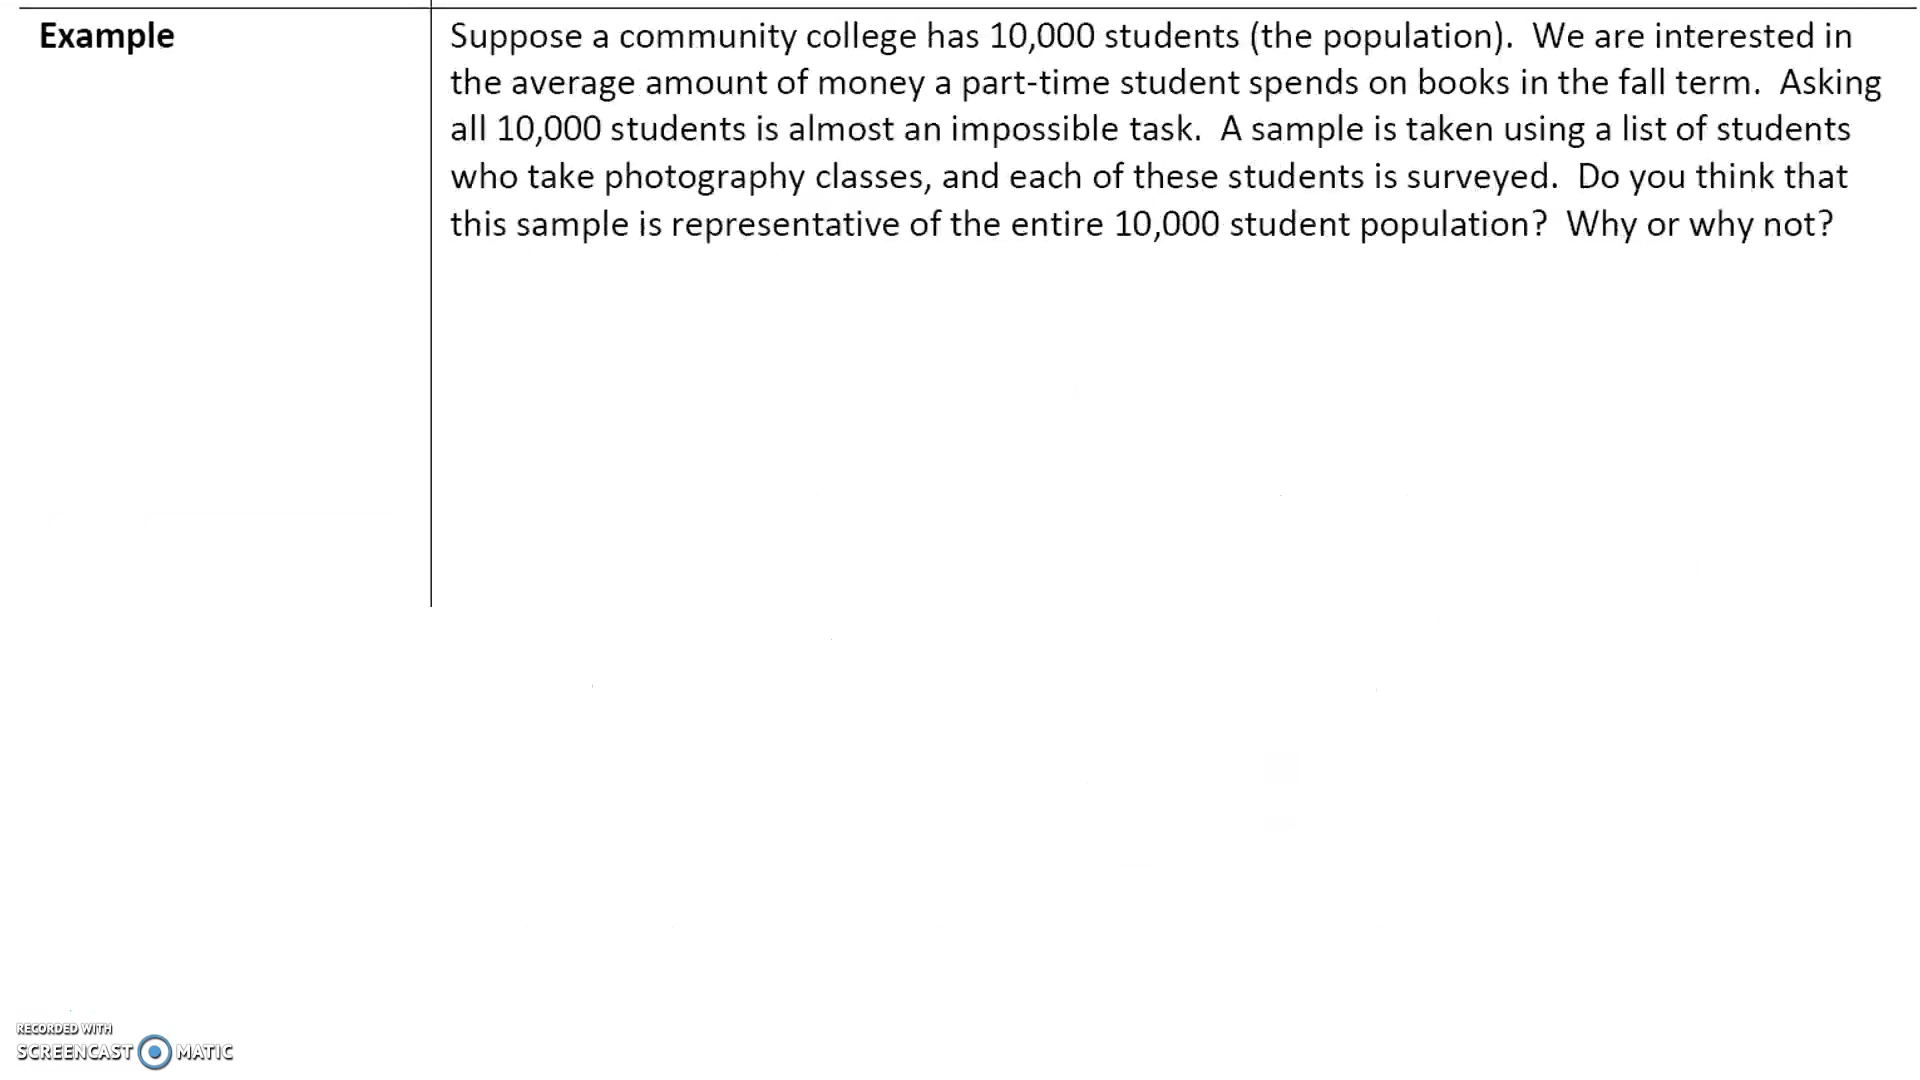 Example
Suppose a community college has 10,000 students (the population). We are interested in
the average amount of money a part-time student spends on books in the fall term. Asking
all 10,000 students is almost an impossible task. A sample is taken using a list of students
who take photography classes, and each of these students is surveyed. Do you think that
this sample is representative of the entire 10,000 student population? Why or why not?
RECORDED WITH
SCREENCAST MATIC